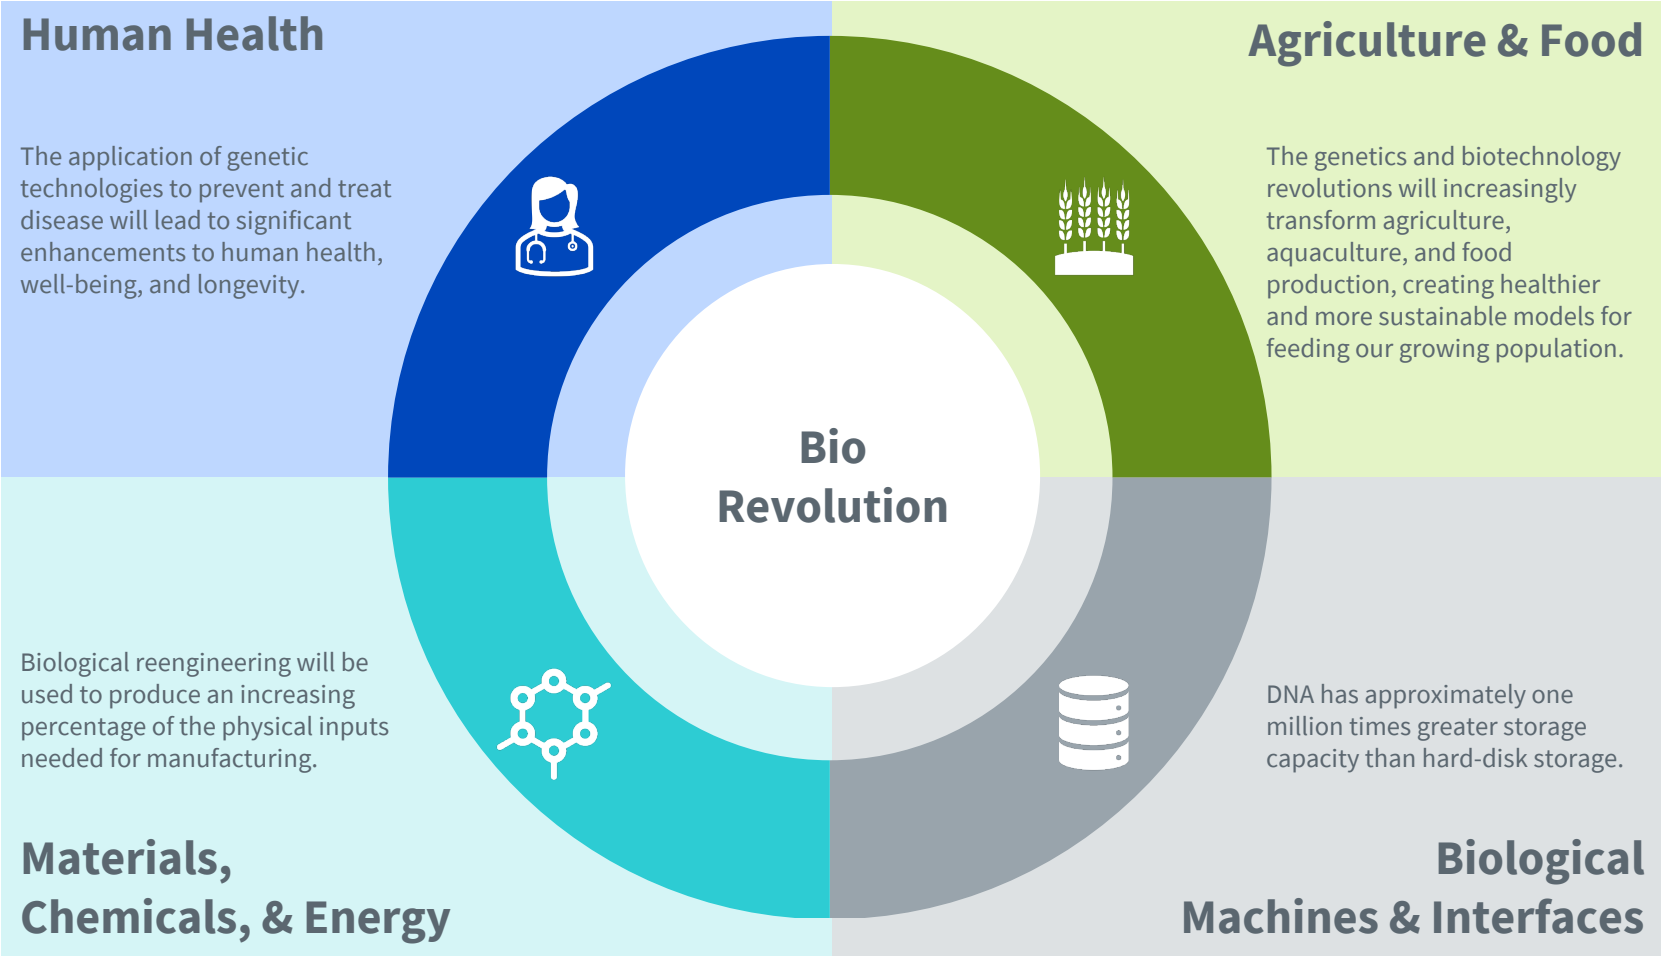 Human Health
The application of genetic
technologies to prevent and treat
disease will lead to significant
enhancements to human health,
well-being, and longevity.
Agriculture & Food
The genetics and biotechnology
revolutions will increasingly
transform agriculture,
aquaculture, and food
production, creating healthier
and more sustainable models for
feeding our growing population.
Bio
Revolution
Biological reengineering will be
used to produce an increasing
percentage of the physical inputs
needed for manufacturing.
Materials,
Chemicals, & Energy
DNA has approximately one
million times greater storage
capacity than hard-disk storage.
Biological
Machines & Interfaces